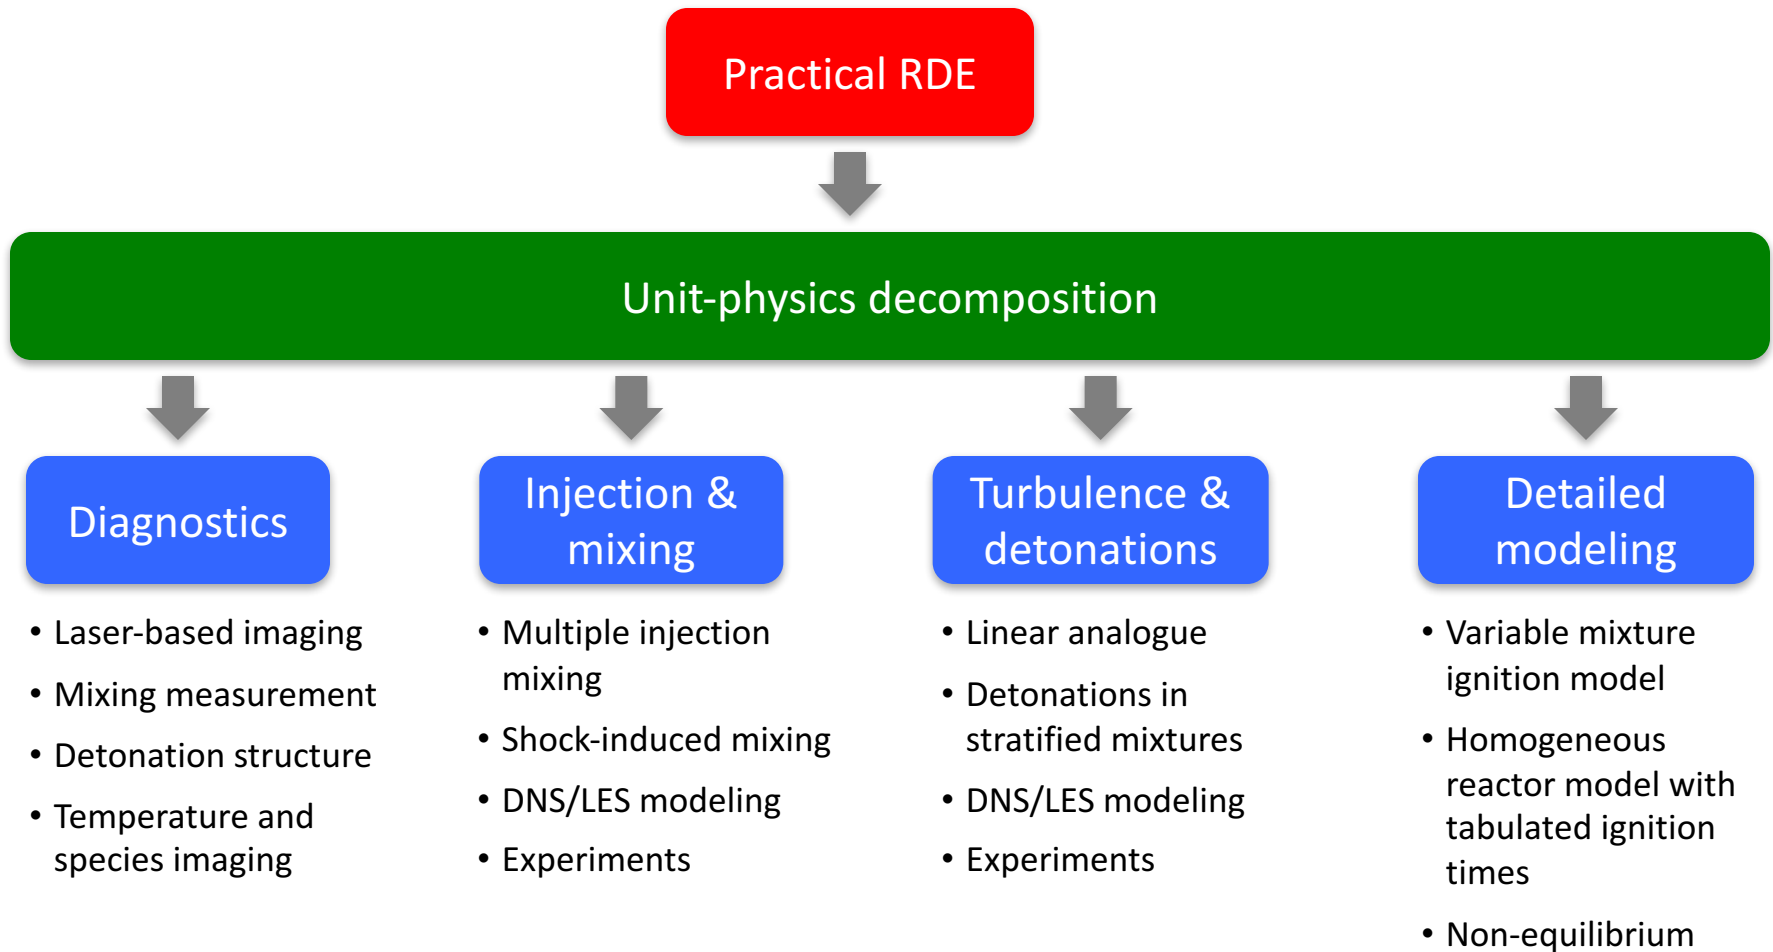 Practical RDE
Unit-physics decomposition
Diagnostics
• Laser-based imaging
• Mixing measurement
• Detonation structure
• Temperature and
species imaging
Injection &
mixing
• Multiple injection
mixing
• Shock-induced mixing
• DNS/LES modeling
• Experiments
Turbulence &
detonations
• Linear analogue
• Detonations in
stratified mixtures
• DNS/LES modeling
• Experiments
Detailed
modeling
• Variable mixture
ignition model
• Homogeneous
reactor model with
tabulated ignition
times
• Non-equilibrium